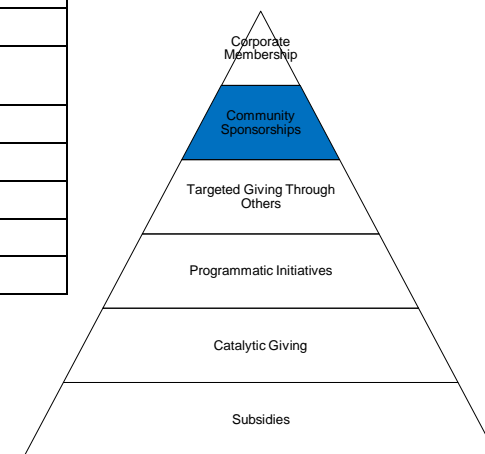 Corporate
Membership
Community
Sponsorships
Targeted Giving Through
Others
Programmatic Initiatives
Catalytic Giving
Subsidies